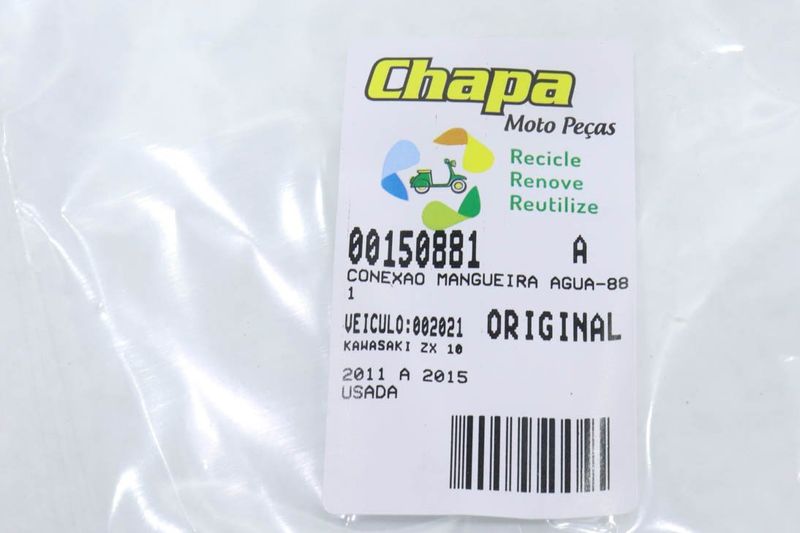 Chapa
Moto Peças
Recicle
Renove
Reutilize
00150881 A
CONEXAO MANGUEIRA AGUA-88
1
VEICULO:002021 ORIGINAL
KAWASAKI ZX 10
2011 A 2015
USADA